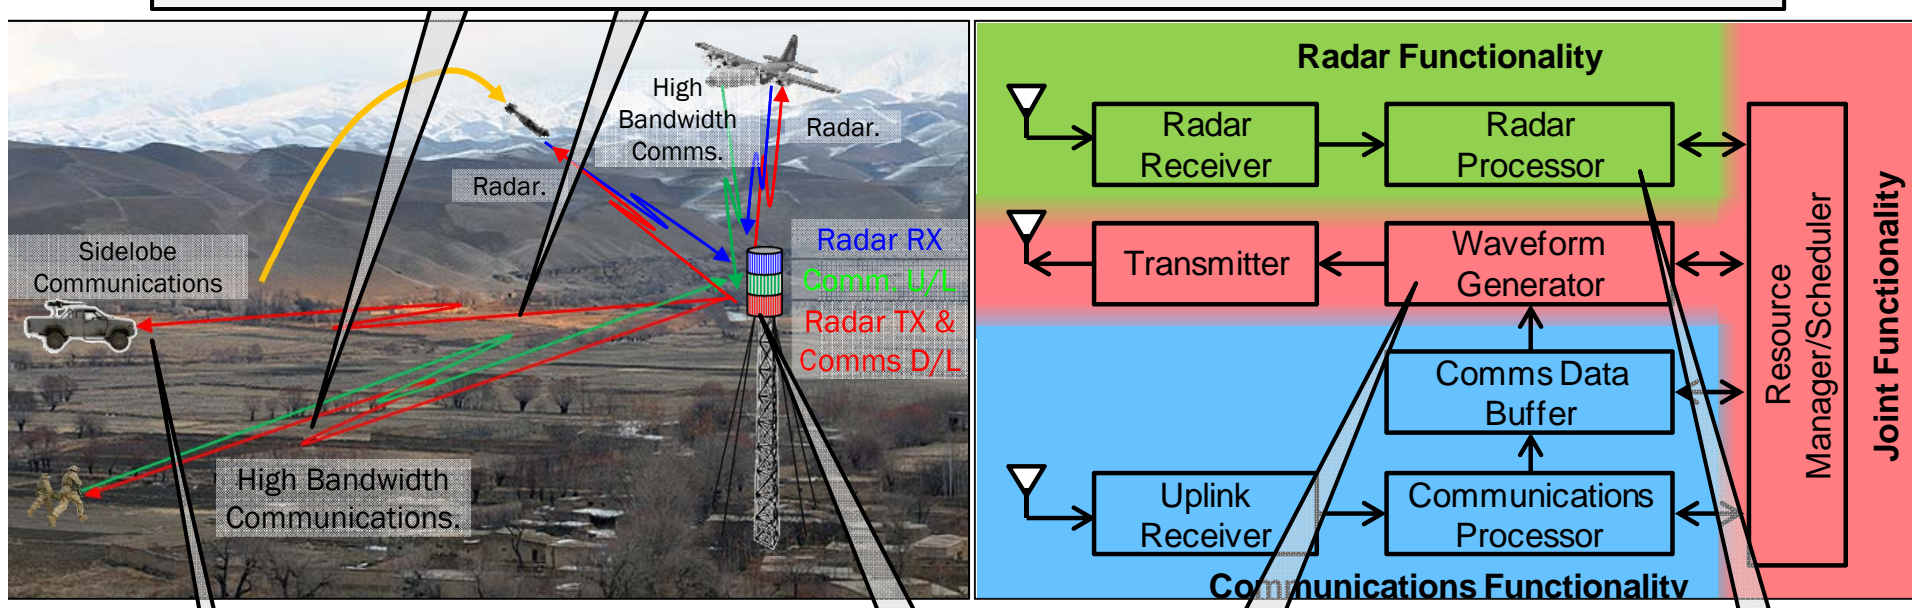 High
Bandwidth
Comms.
Radar.
Radar.
Sidelobe
Communications
Radar RX
Comm. U/L
Radar TX &
Comms D/L
High Bandwidth
Communications.
Radar Functionality
Radar
Receiver
Radar
Processor
Transmitter
Waveform
Generator
Comms Data
Buffer
Uplink
Receiver
Communications
Processor
Resource
Manager/Scheduler
Joint Functionality
Communications Functionality